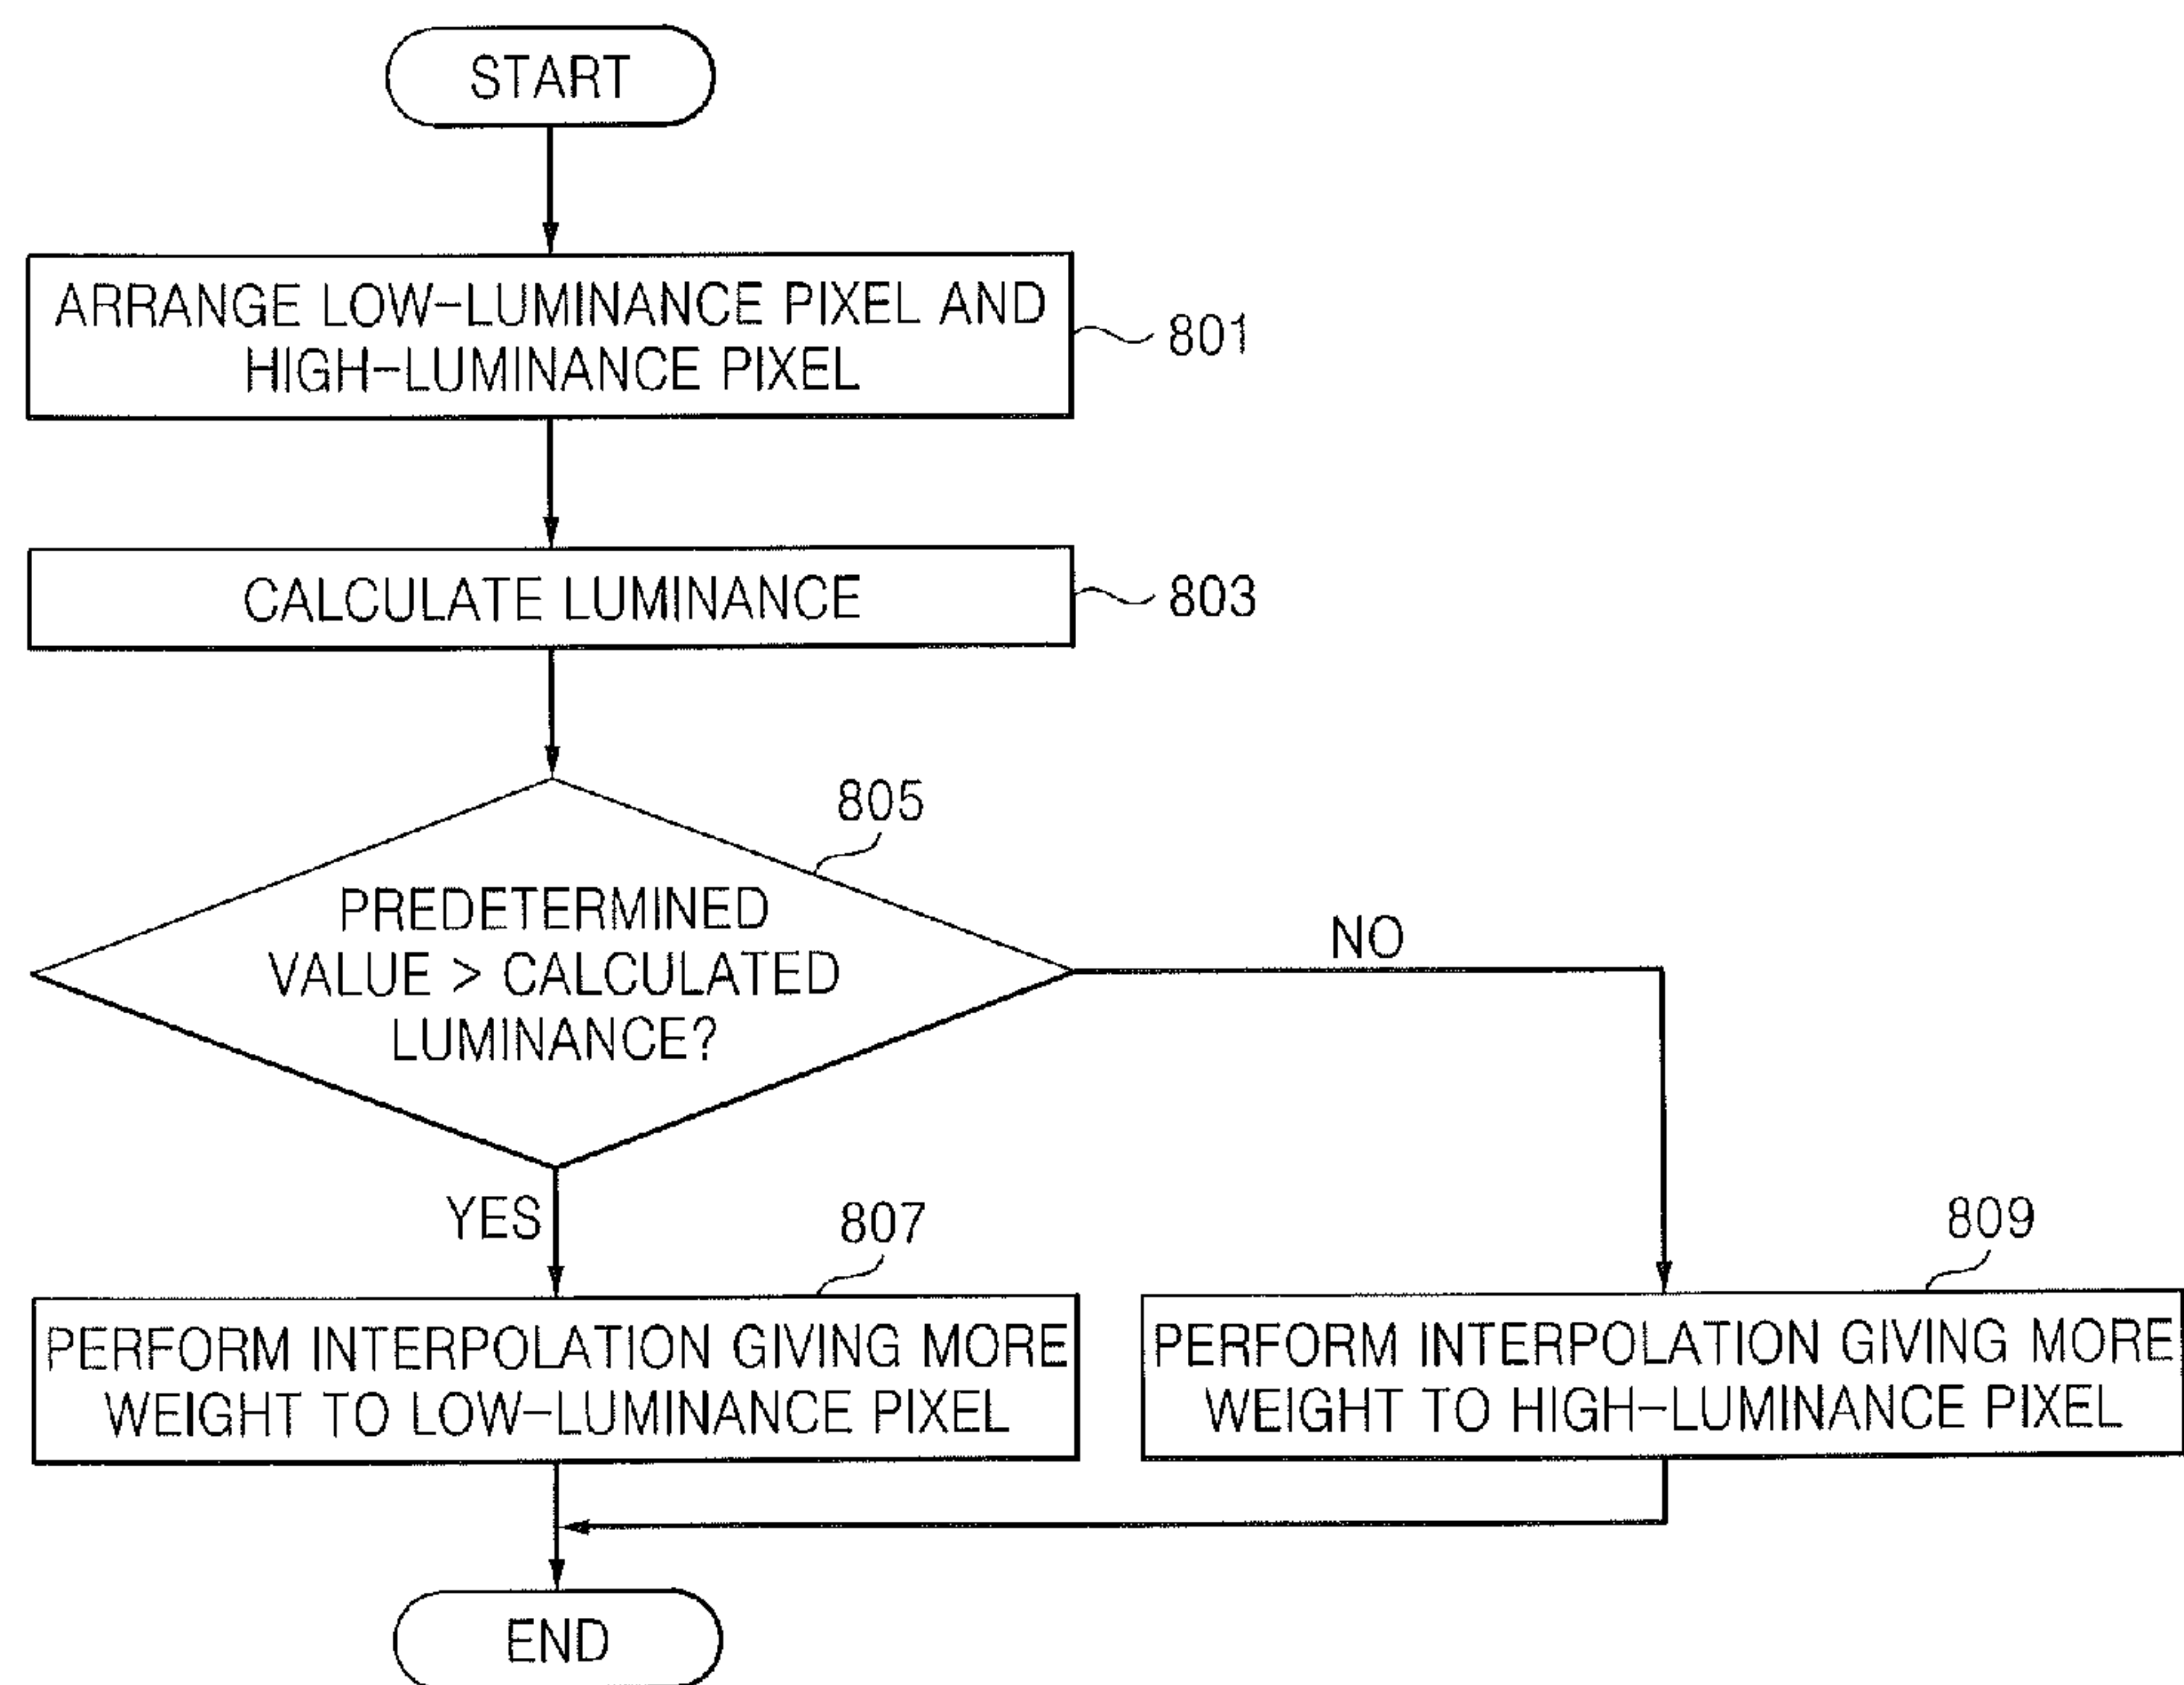 START
ARRANGE LOW-LUMINANCE PIXEL AND
HIGH-LUMINANCE PIXEL
801
CALCULATE LUMINANCE
803
805
PREDETERMINED
VALUE > CALCULATED
LUMINANCE?
NO
YES
807
PERFORM INTERPOLATION GIVING MORE
WEIGHT TO LOW-LUMINANCE PIXEL
809
PERFORM INTERPOLATION GIVING MORE
WEIGHT TO HIGH-LUMINANCE PIXEL
END